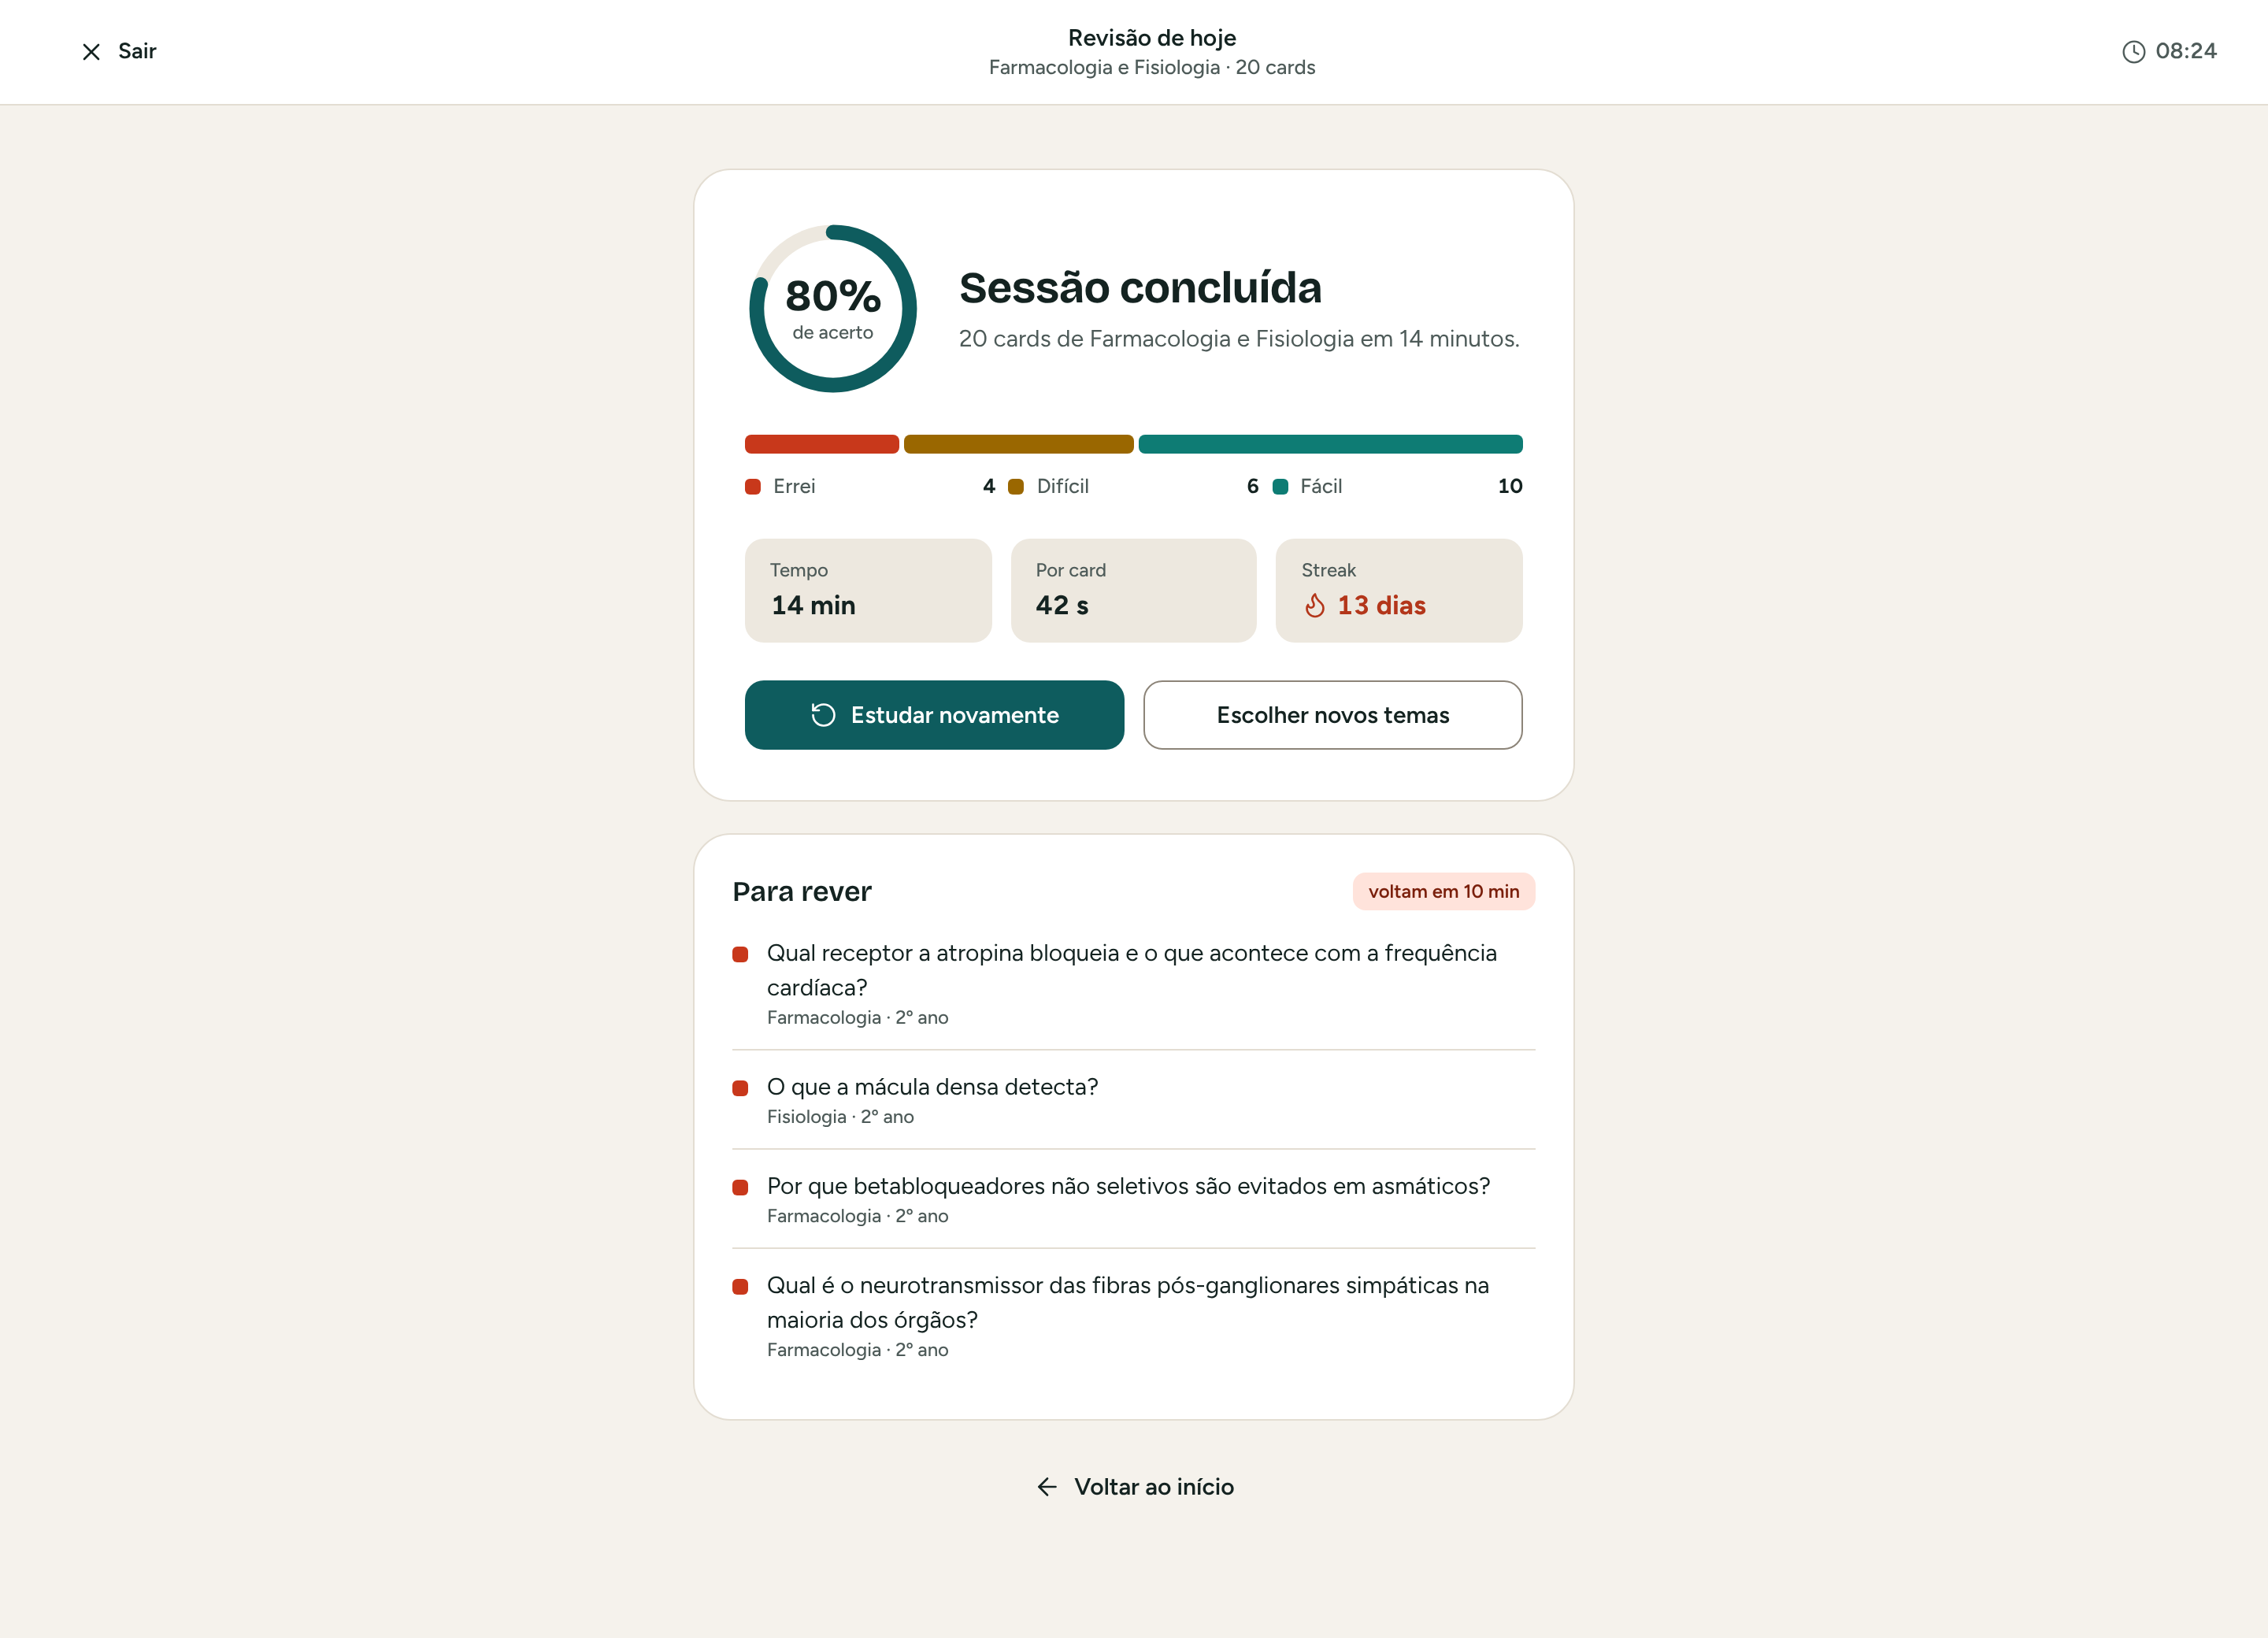 Sair
Revisão de hoje
Farmacologia e Fisiologia · 20 cards
08:24
80%
de acerto
Sessão concluída
20 cards de Farmacologia e Fisiologia em 14 minutos.
Errei 4
Difícil 6
Fácil 10
Tempo
14 min
Por card
42 s
Streak
13 dias
Estudar novamente
Escolher novos temas
Para rever
voltam em 10 min
Qual receptor a atropina bloqueia e o que acontece com a frequência
cardíaca?
Farmacologia · 2º ano
O que a mácula densa detecta?
Fisiologia · 2º ano
Por que betabloqueadores não seletivos são evitados em asmáticos?
Farmacologia · 2º ano
Qual é o neurotransmissor das fibras pós-ganglionares simpáticas na
maioria dos órgãos?
Farmacologia · 2º ano
Voltar ao início